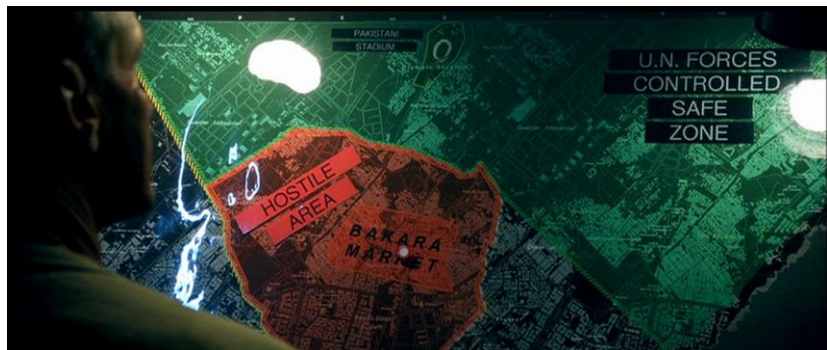 PAKISTANI
STADIUM
U.N. FORCES
CONTROLLED
SAFE
ZONE
HOSTILE
AREA
BAKARA
MARKET